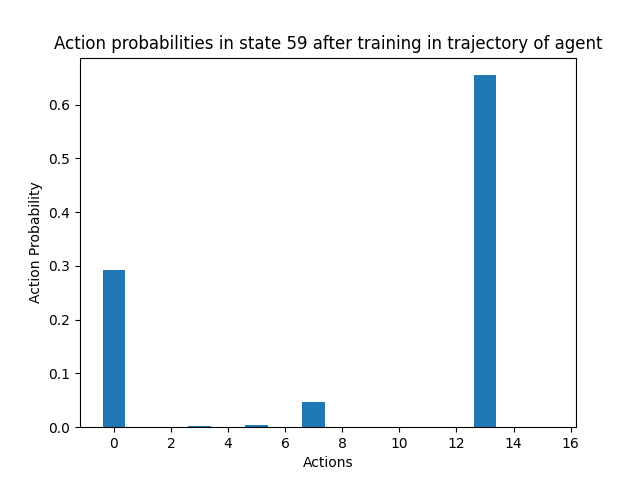 Action probabilities in state 59 after training in trajectory of agent
0.6
0.5
0.4
0.3
0.2
0.1
0.0
Action Probability
0 2 4 6 8 10 12 14 16
Actions